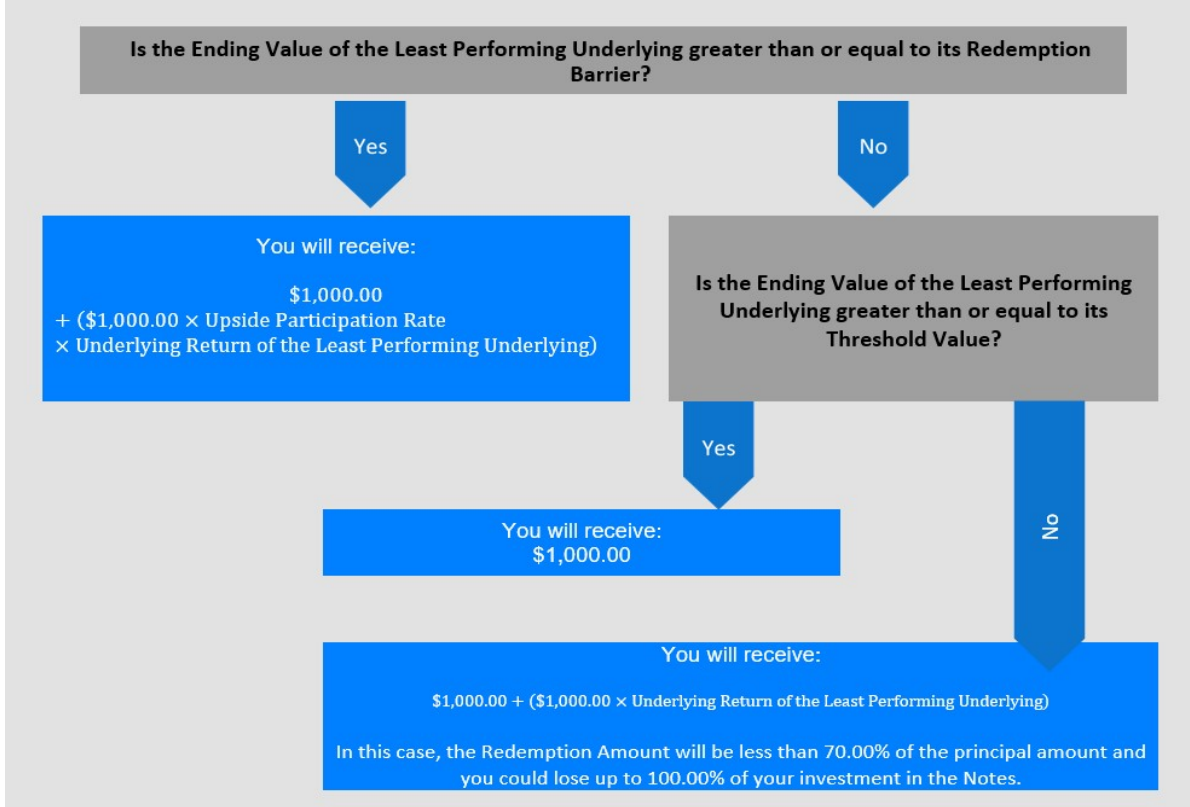 Is the Ending Value of the Least Performing Underlying greater than or equal to its Redemption
Barrier?
Yes
No
You will receive:
$1,000.00
+ ($1,000.00 × Upside Participation Rate
× Underlying Return of the Least Performing Underlying)
Is the Ending Value of the Least Performing
Underlying greater than or equal to its
Threshold Value?
Yes
No
You will receive:
$1,000.00
You will receive:
$1,000.00 + ($1,000.00 × Underlying Return of the Least Performing Underlying)
In this case, the Redemption Amount will be less than 70.00% of the principal amount and
you could lose up to 100.00% of your investment in the Notes.